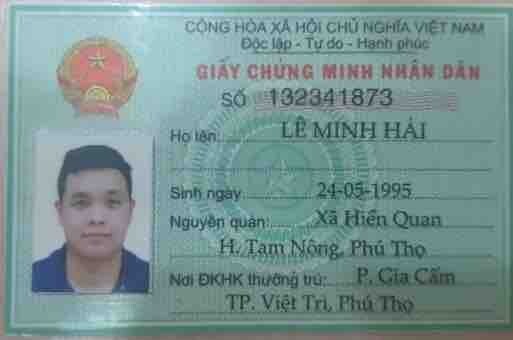 CỘNG HÒA XÃ HỘI CHỦ NGHĨA VIỆT NAM
Độc lập - Tự do - Hạnh phúc
GIẤY CHỨNG MINH NHÂN DÂN
SỐ 132341873
Họ tên: LÊ MINH HẢI
Sinh ngày 24-05-1995
Nguyên quán: Xã Hiền Quan
H. Tam Nông, Phú Thọ
Nơi ĐKHK thường trú: P. Gia Cẩm
TP. Việt Trì, Phú Thọ